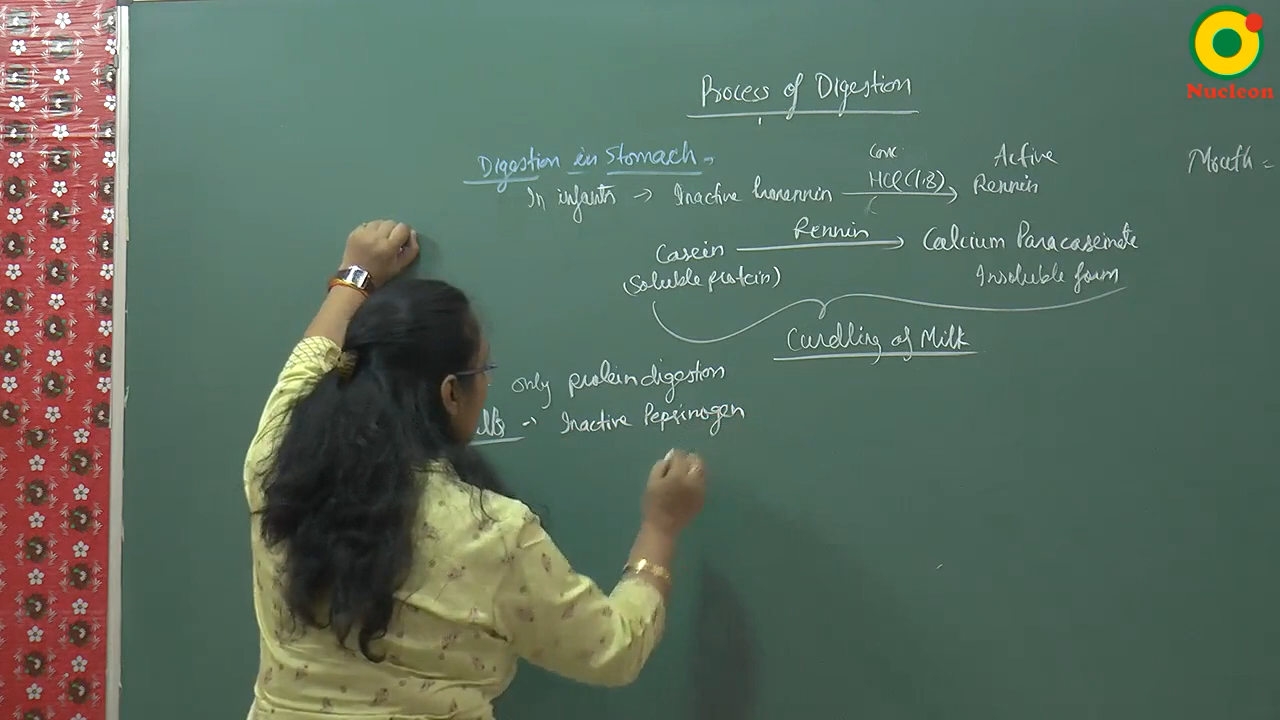 Nucleon
Process of Digestion
Digestion in Stomach
Conc.
Active
HCl (1.8)
Mouth =
In infants → Inactive Prorennin → Rennin
Rennin
Casein → Calcium Paracaseinate
(Soluble protein)
Insoluble form
Curdling of Milk
only protein digestion
→ Inactive Pepsinogen